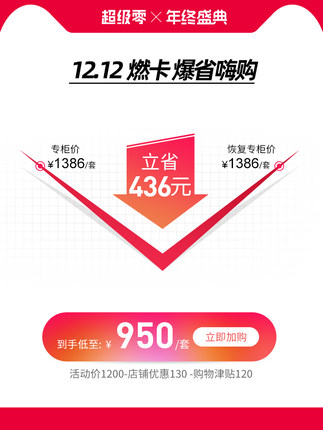 超级零×年终盛典
12.12 燃卡爆省嗨购
专柜价
¥1386/套
恢复专柜价
¥1386/套
立省
436元
到手低至: ¥ 950/套 立即加购
活动价1200-店铺优惠130 -购物津贴120